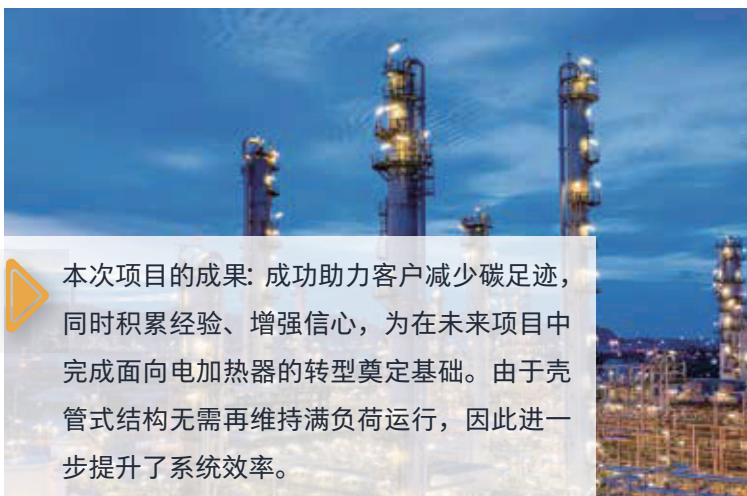 本次项目的成果: 成功助力客户减少碳足迹，
同时积累经验、增强信心，为在未来项目中
完成面向电加热器的转型奠定基础。由于壳
管式结构无需再维持满负荷运行，因此进一
步提升了系统效率。